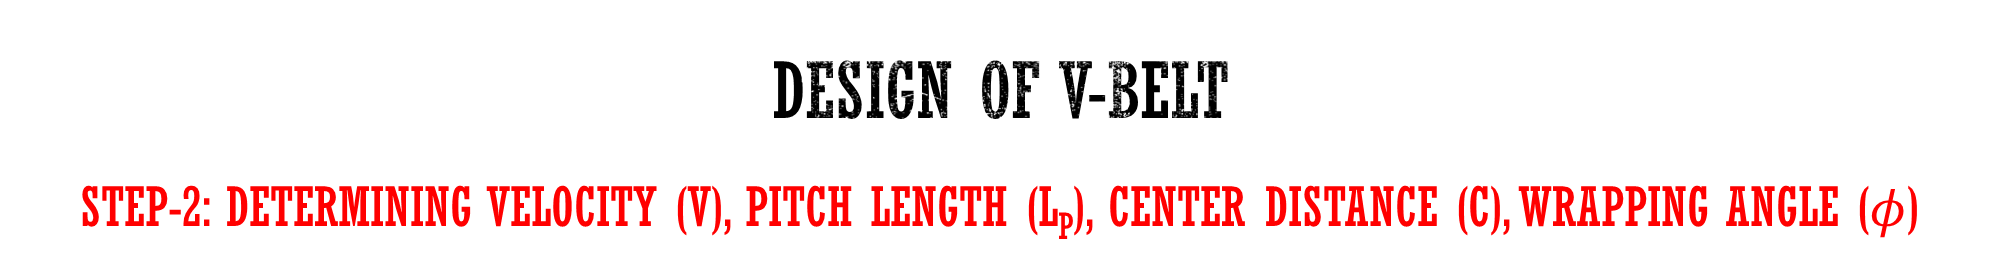 DESIGN OF V-BELT
STEP-2: DETERMINING VELOCITY (V), PITCH LENGTH (Lₚ), CENTER DISTANCE (C), WRAPPING ANGLE (𝜙)